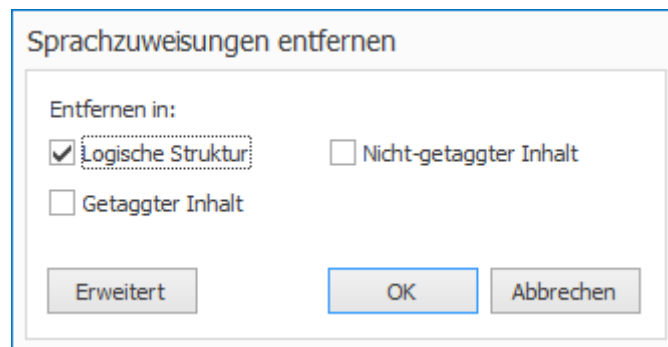 Sprachzuweisungen entfernen
Entfernen in:
Logische Struktur
Nicht-getaggter Inhalt
Getaggter Inhalt
Erweitert
OK
Abbrechen